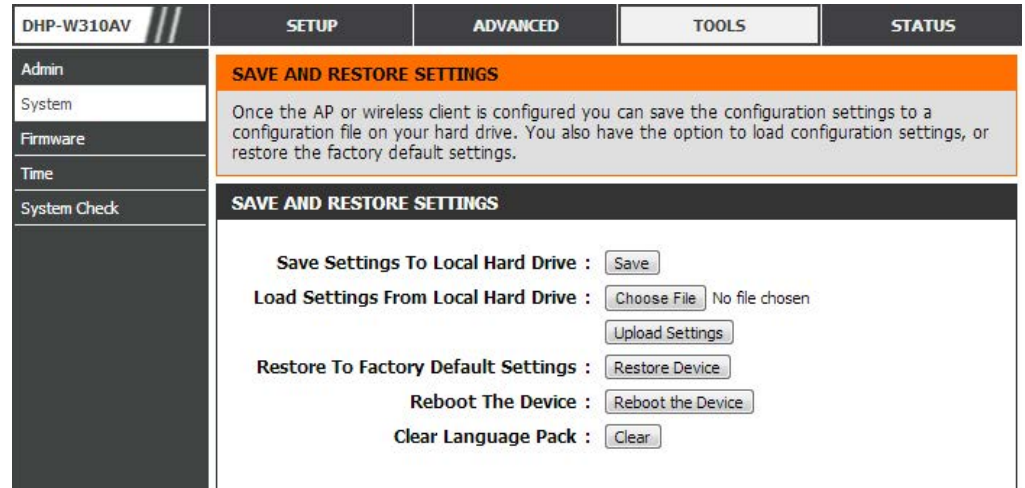 DHP-W310AV
SETUP
ADVANCED
TOOLS
STATUS
Admin
System
Firmware
Time
System Check
SAVE AND RESTORE SETTINGS
Once the AP or wireless client is configured you can save the configuration settings to a
configuration file on your hard drive. You also have the option to load configuration settings, or
restore the factory default settings.
SAVE AND RESTORE SETTINGS
Save Settings To Local Hard Drive : Save
Load Settings From Local Hard Drive : Choose File No file chosen
Upload Settings
Restore To Factory Default Settings : Restore Device
Reboot The Device : Reboot the Device
Clear Language Pack : Clear